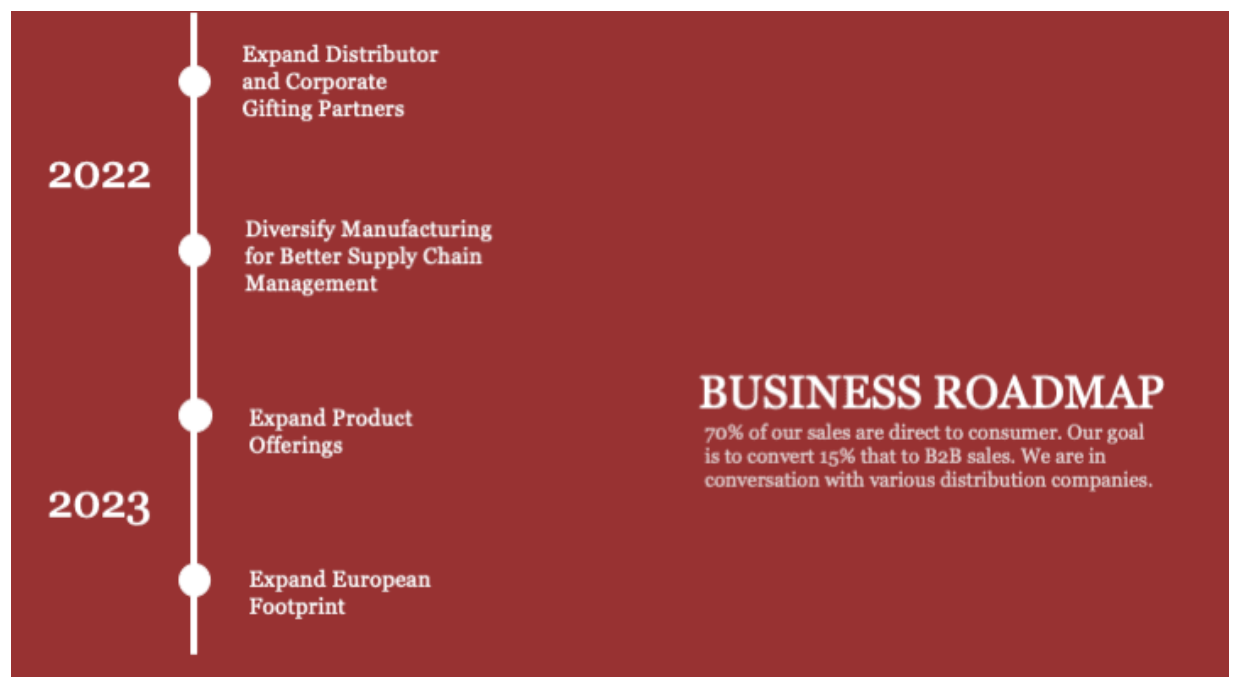 Expand Distributor
and Corporate
Gifting Partners
2022
Diversify Manufacturing
for Better Supply Chain
Management
Expand Product
Offerings
2023
Expand European
Footprint
BUSINESS ROADMAP
70% of our sales are direct to consumer. Our goal
is to convert 15% that to B2B sales. We are in
conversation with various distribution companies.